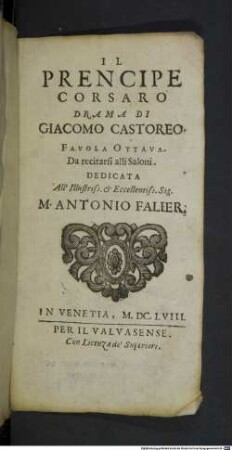 IL
PRENCIPE
CORSARO
DRAMA DI
GIACOMO CASTOREO.
FAVOLA OTTAVA.
Da recitarsi alli Saloni.
DEDICATA
All' Illustriss. & Eccellentiss. Sig.
M. ANTONIO FALIER;
IN VENETIA, M. DC. LVIII.
PER IL VALVASENSE.
Con Licenza de' Superiori.